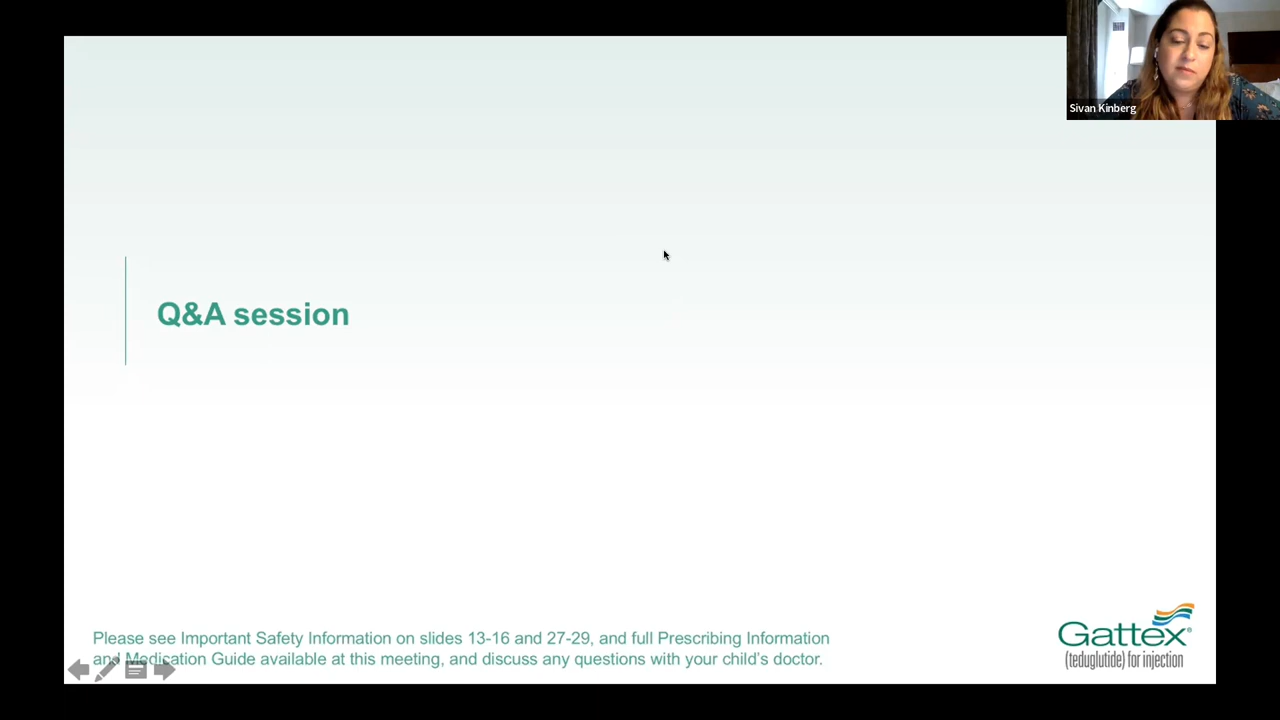 Sivan Kinberg
Q&A session
Please see Important Safety Information on slides 13-16 and 27-29, and full Prescribing Information
and Medication Guide available at this meeting, and discuss any questions with your child's doctor.
Gattex®
(teduglutide) for injection